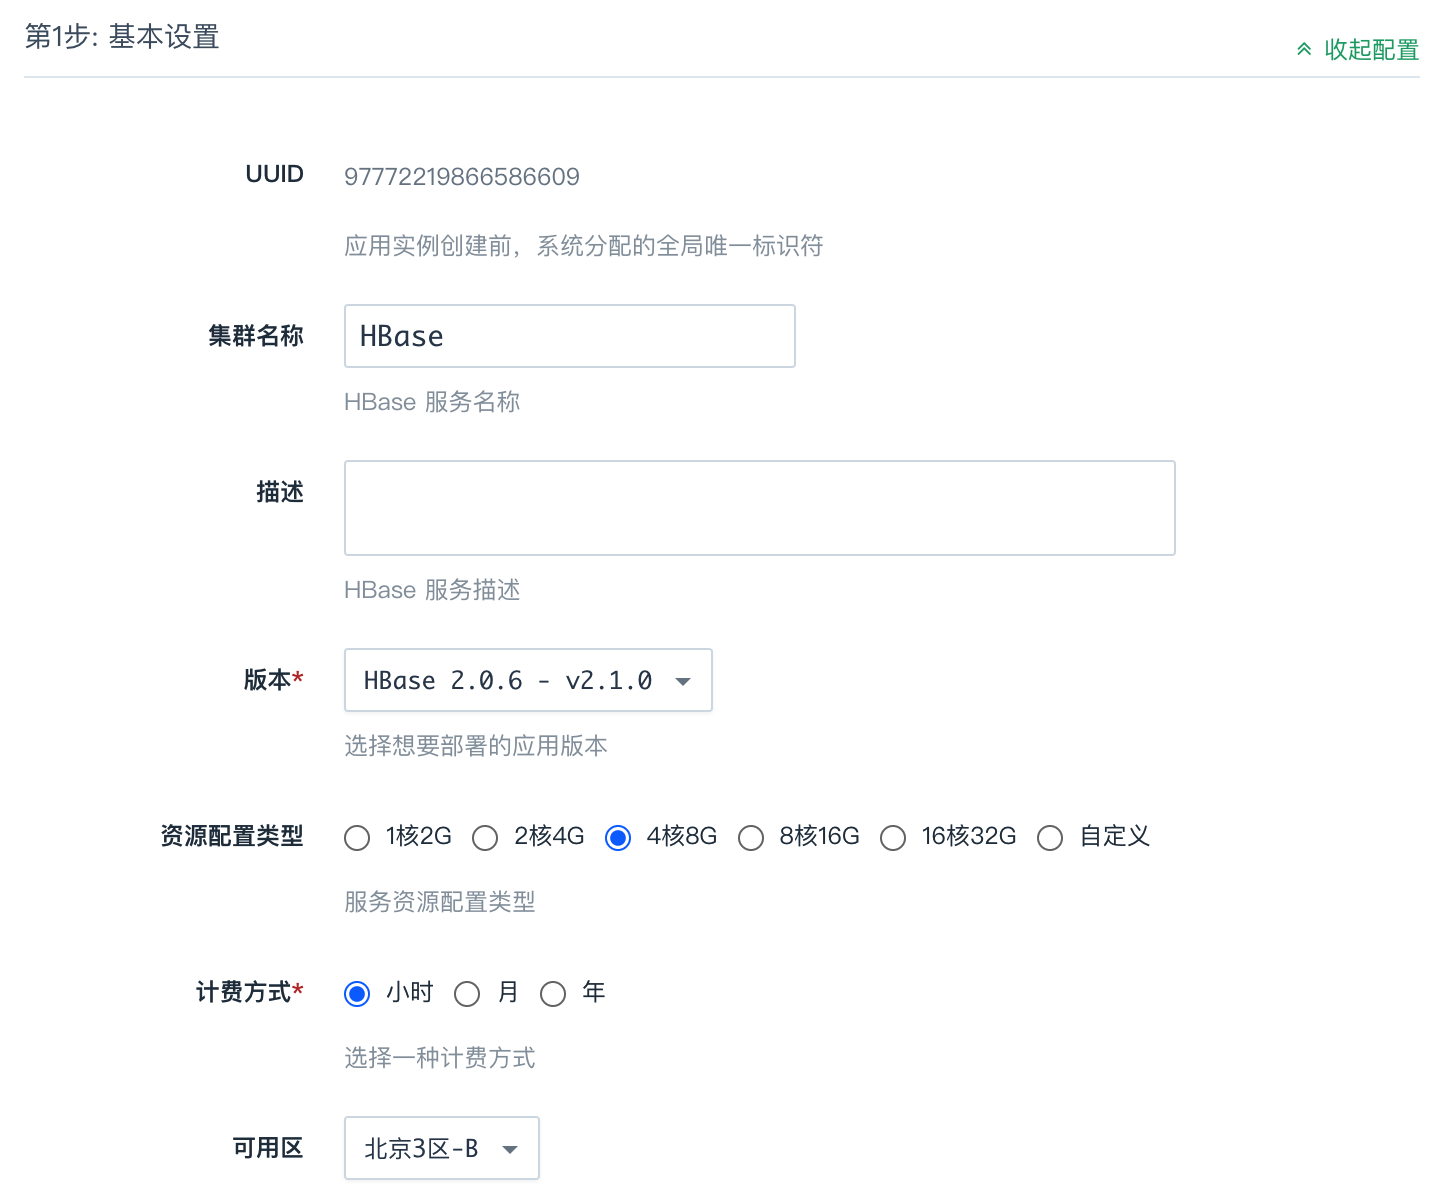 第1步: 基本设置
收起配置
UUID 97772219866586609
应用实例创建前，系统分配的全局唯一标识符
集群名称 HBase
HBase 服务名称
描述
HBase 服务描述
版本* HBase 2.0.6 - v2.1.0
选择想要部署的应用版本
资源配置类型 1核2G 2核4G 4核8G 8核16G 16核32G 自定义
服务资源配置类型
计费方式* 小时 月 年
选择一种计费方式
可用区 北京3区-B